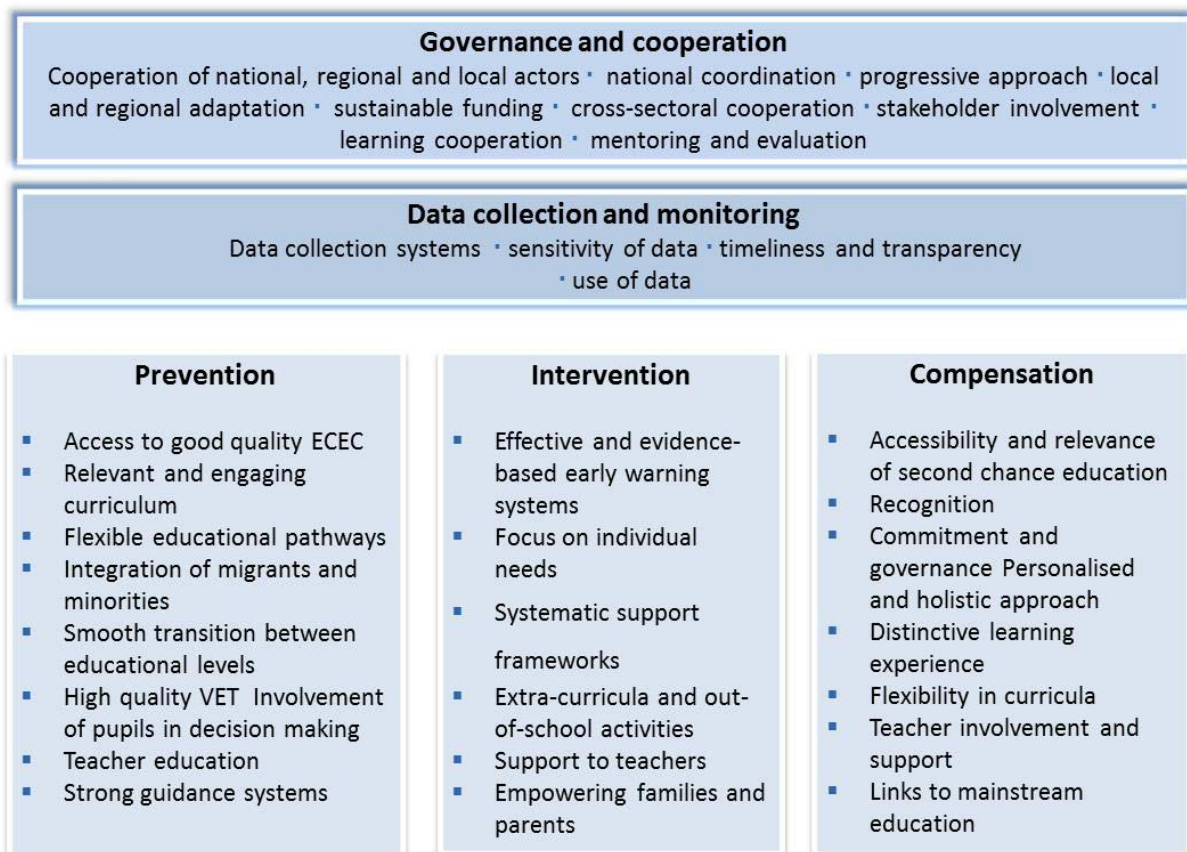 Governance and cooperation
Cooperation of national, regional and local actors · national coordination · progressive approach · local
and regional adaptation · sustainable funding · cross-sectoral cooperation · stakeholder involvement ·
learning cooperation · mentoring and evaluation
Data collection and monitoring
Data collection systems · sensitivity of data · timeliness and transparency
· use of data
Prevention
▪ Access to good quality ECEC
▪ Relevant and engaging
curriculum
▪ Flexible educational pathways
▪ Integration of migrants and
minorities
▪ Smooth transition between
educational levels
▪ High quality VET Involvement
of pupils in decision making
▪ Teacher education
▪ Strong guidance systems
Intervention
▪ Effective and evidence-
based early warning
systems
▪ Focus on individual
needs
▪ Systematic support
frameworks
▪ Extra-curricula and out-
of-school activities
▪ Support to teachers
▪ Empowering families and
parents
Compensation
▪ Accessibility and relevance
of second chance education
▪ Recognition
▪ Commitment and
governance Personalised
and holistic approach
▪ Distinctive learning
experience
▪ Flexibility in curricula
▪ Teacher involvement and
support
▪ Links to mainstream
education